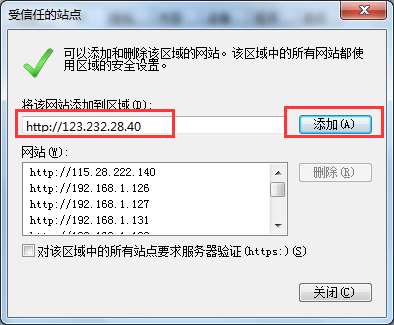 受信任的站点
可以添加和删除该区域的网站。该区域中的所有网站都使
用区域的安全设置。
将该网站添加到区域(D):
http://123.232.28.40
添加(A)
网站(W):
http://115.28.222.140
http://192.168.1.126
http://192.168.1.127
http://192.168.1.131
删除(R)
对该区域中的所有站点要求服务器验证(https:)(S)
关闭(C)